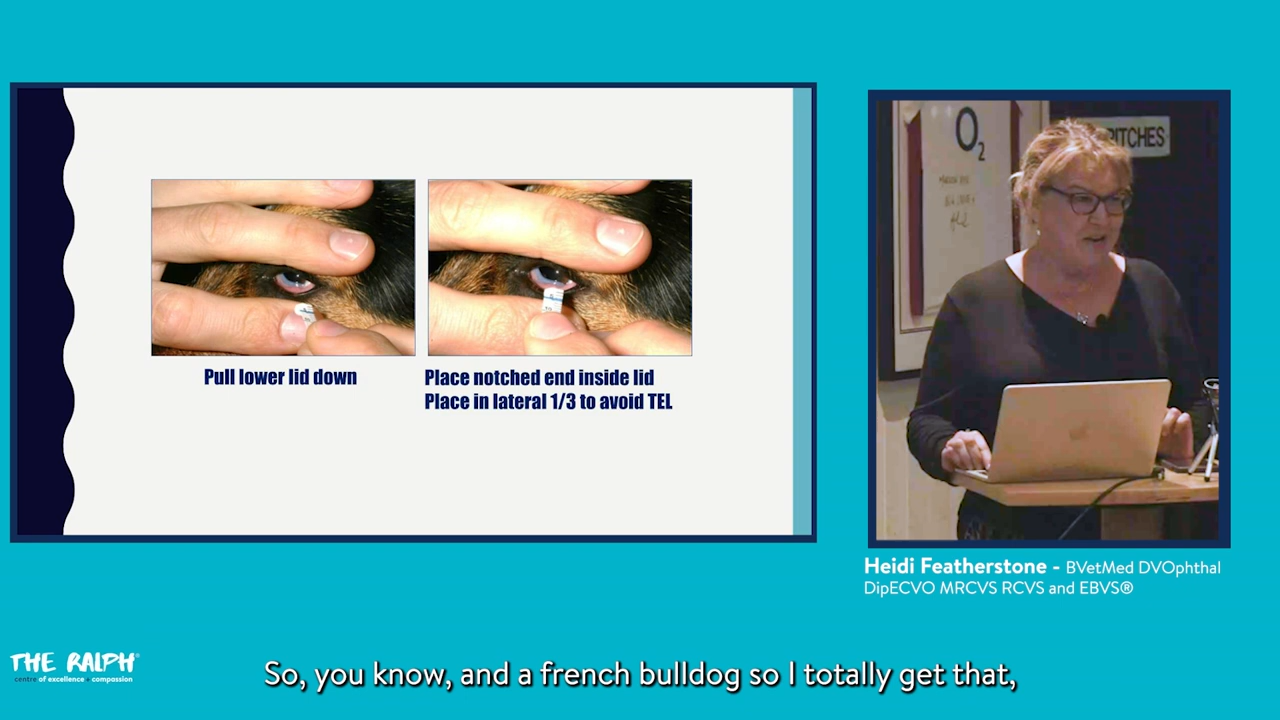 O2
PITCHES
Pull lower lid down
Place notched end inside lid
Place in lateral 1/3 to avoid TEL
Heidi Featherstone - BVetMed DVOphthal
DipECVO MRCVS RCVS and EBVS®
THE RALPH®
centre of excellence + compassion
So, you know, and a french bulldog so I totally get that,